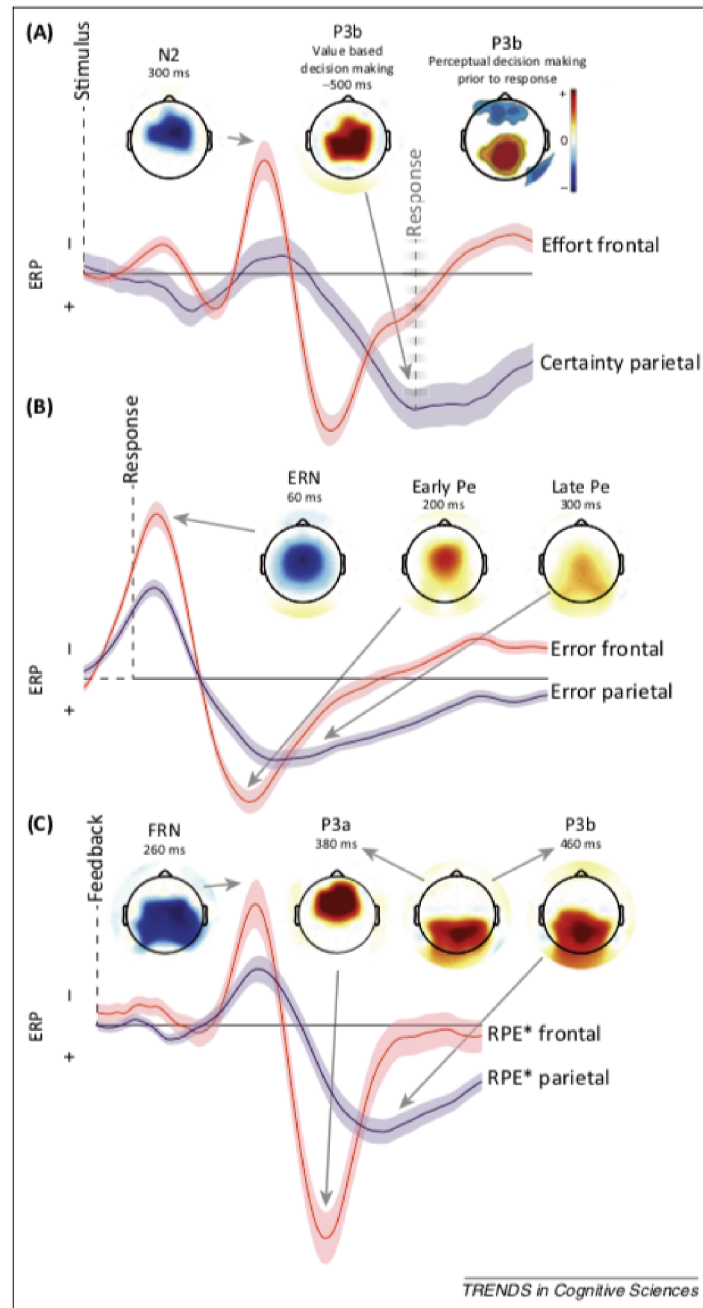 (A)
Stimulus
N2
300 ms
P3b
Value based
decision making
–500 ms
P3b
Perceptual decision making
prior to response
+
0
–
Response
–
ERP
+
Effort frontal
Certainty parietal
(B)
Response
ERN
60 ms
Early Pe
200 ms
Late Pe
300 ms
–
ERP
+
Error frontal
Error parietal
(C)
Feedback
FRN
260 ms
P3a
380 ms
P3b
460 ms
–
ERP
+
RPE* frontal
RPE* parietal
TRENDS in Cognitive Sciences